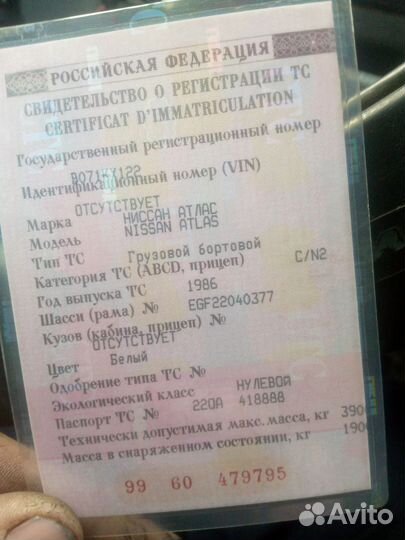 РОССИЙСКАЯ ФЕДЕРАЦИЯ
СВИДЕТЕЛЬСТВО О РЕГИСТРАЦИИ ТС
CERTIFICAT D'IMMATRICULATION
Государственный регистрационный номер
В071КХ122
Идентификационный номер (VIN)
ОТСУТСТВУЕТ
Марка НИССАН АТЛАС
Модель NISSAN ATLAS
Тип ТС Грузовой бортовой
Категория ТС (ABCD, прицеп) C/N2
Год выпуска ТС 1986
Шасси (рама) № EGF22040377
Кузов (кабина, прицеп) №
ОТСУТСТВУЕТ
Цвет Белый
Одобрение типа ТС №
Экологический класс НУЛЕВОЙ
Паспорт ТС № 220А 418888
Технически допустимая макс. масса, кг 390
Масса в снаряженном состоянии, кг 190
99 60 479795
Avito